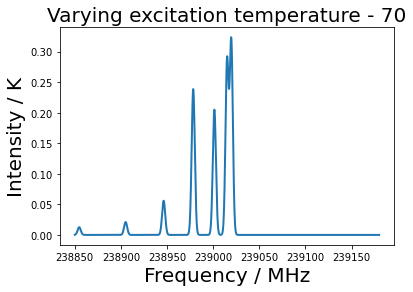 Varying excitation temperature - 70
Intensity / K
0.30
0.25
0.20
0.15
0.10
0.05
0.00
238850 238900 238950 239000 239050 239100 239150
Frequency / MHz